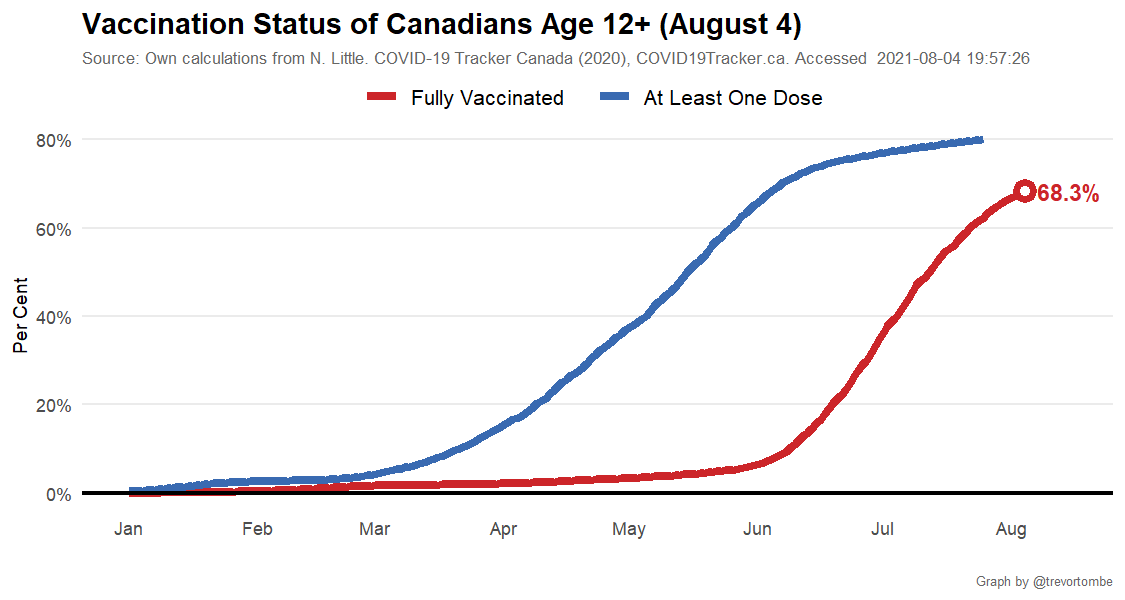 Vaccination Status of Canadians Age 12+ (August 4)
Source: Own calculations from N. Little. COVID-19 Tracker Canada (2020), COVID19Tracker.ca. Accessed  2021-08-04 19:57:26
Fully Vaccinated
At Least One Dose
80%
60%
40%
20%
0%
Per Cent
68.3%
Jan
Feb
Mar
Apr
May
Jun
Jul
Aug
Graph by @trevortombe